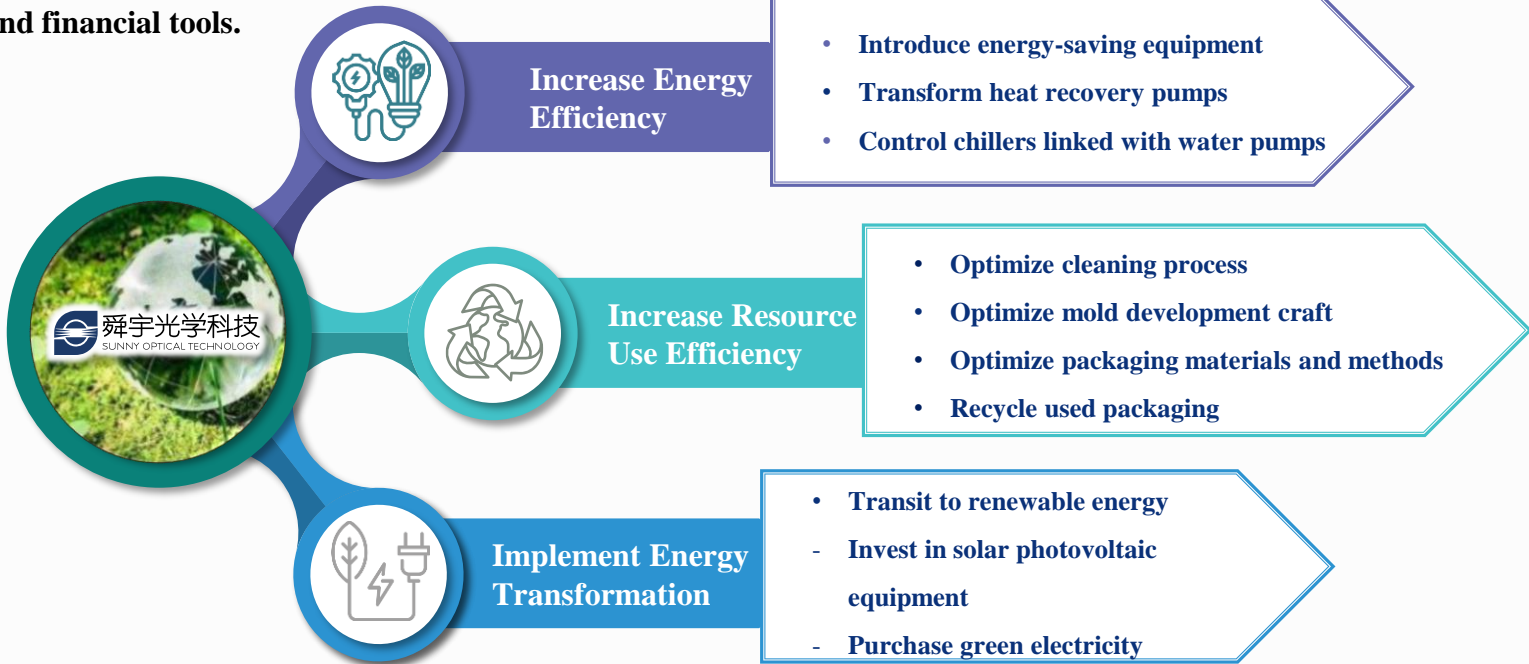 nd financial tools.
Increase Energy
Efficiency
• Introduce energy-saving equipment
• Transform heat recovery pumps
• Control chillers linked with water pumps
舜宇光学科技
SUNNY OPTICAL TECHNOLOGY
Increase Resource
Use Efficiency
• Optimize cleaning process
• Optimize mold development craft
• Optimize packaging materials and methods
• Recycle used packaging
Implement Energy
Transformation
• Transit to renewable energy
- Invest in solar photovoltaic
equipment
- Purchase green electricity